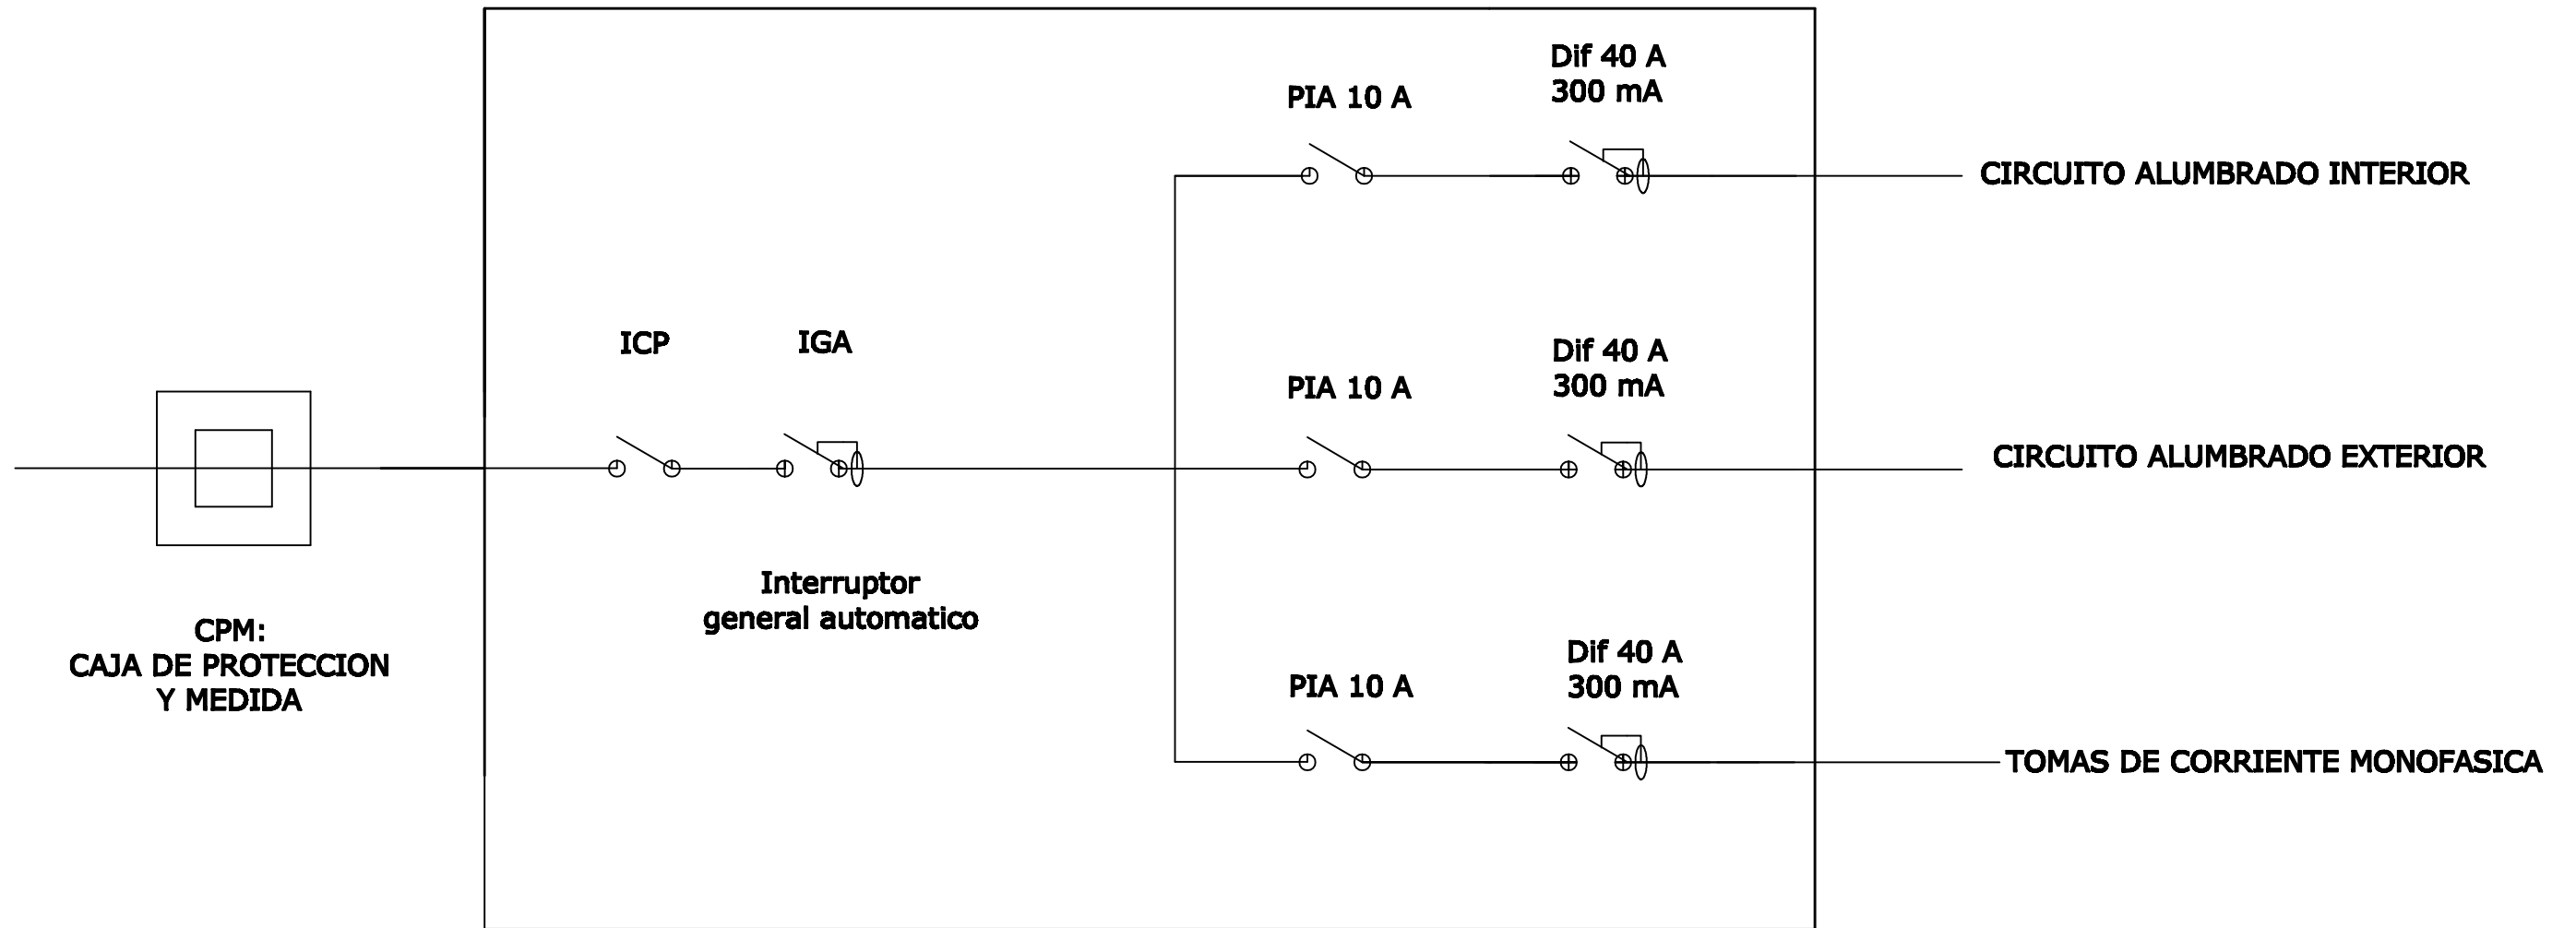 CPM:
CAJA DE PROTECCION
Y MEDIDA
ICP
IGA
Interruptor
general automatico
PIA 10 A
Dif 40 A
300 mA
CIRCUITO ALUMBRADO INTERIOR
PIA 10 A
Dif 40 A
300 mA
CIRCUITO ALUMBRADO EXTERIOR
PIA 10 A
Dif 40 A
300 mA
TOMAS DE CORRIENTE MONOFASICA